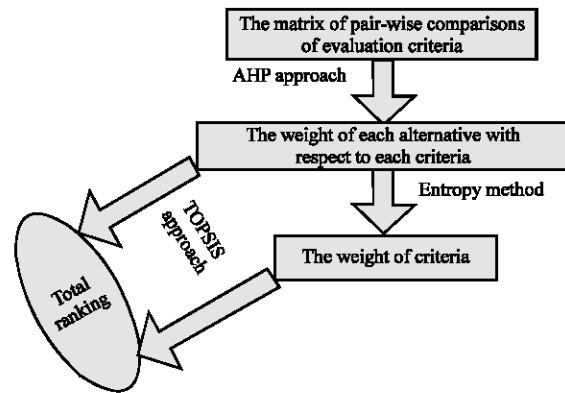 The matrix of pair-wise comparisons
of evaluation criteria
AHP approach
The weight of each alternative with
respect to each criteria
Entropy method
TOPSIS
approach
The weight of criteria
Total
ranking